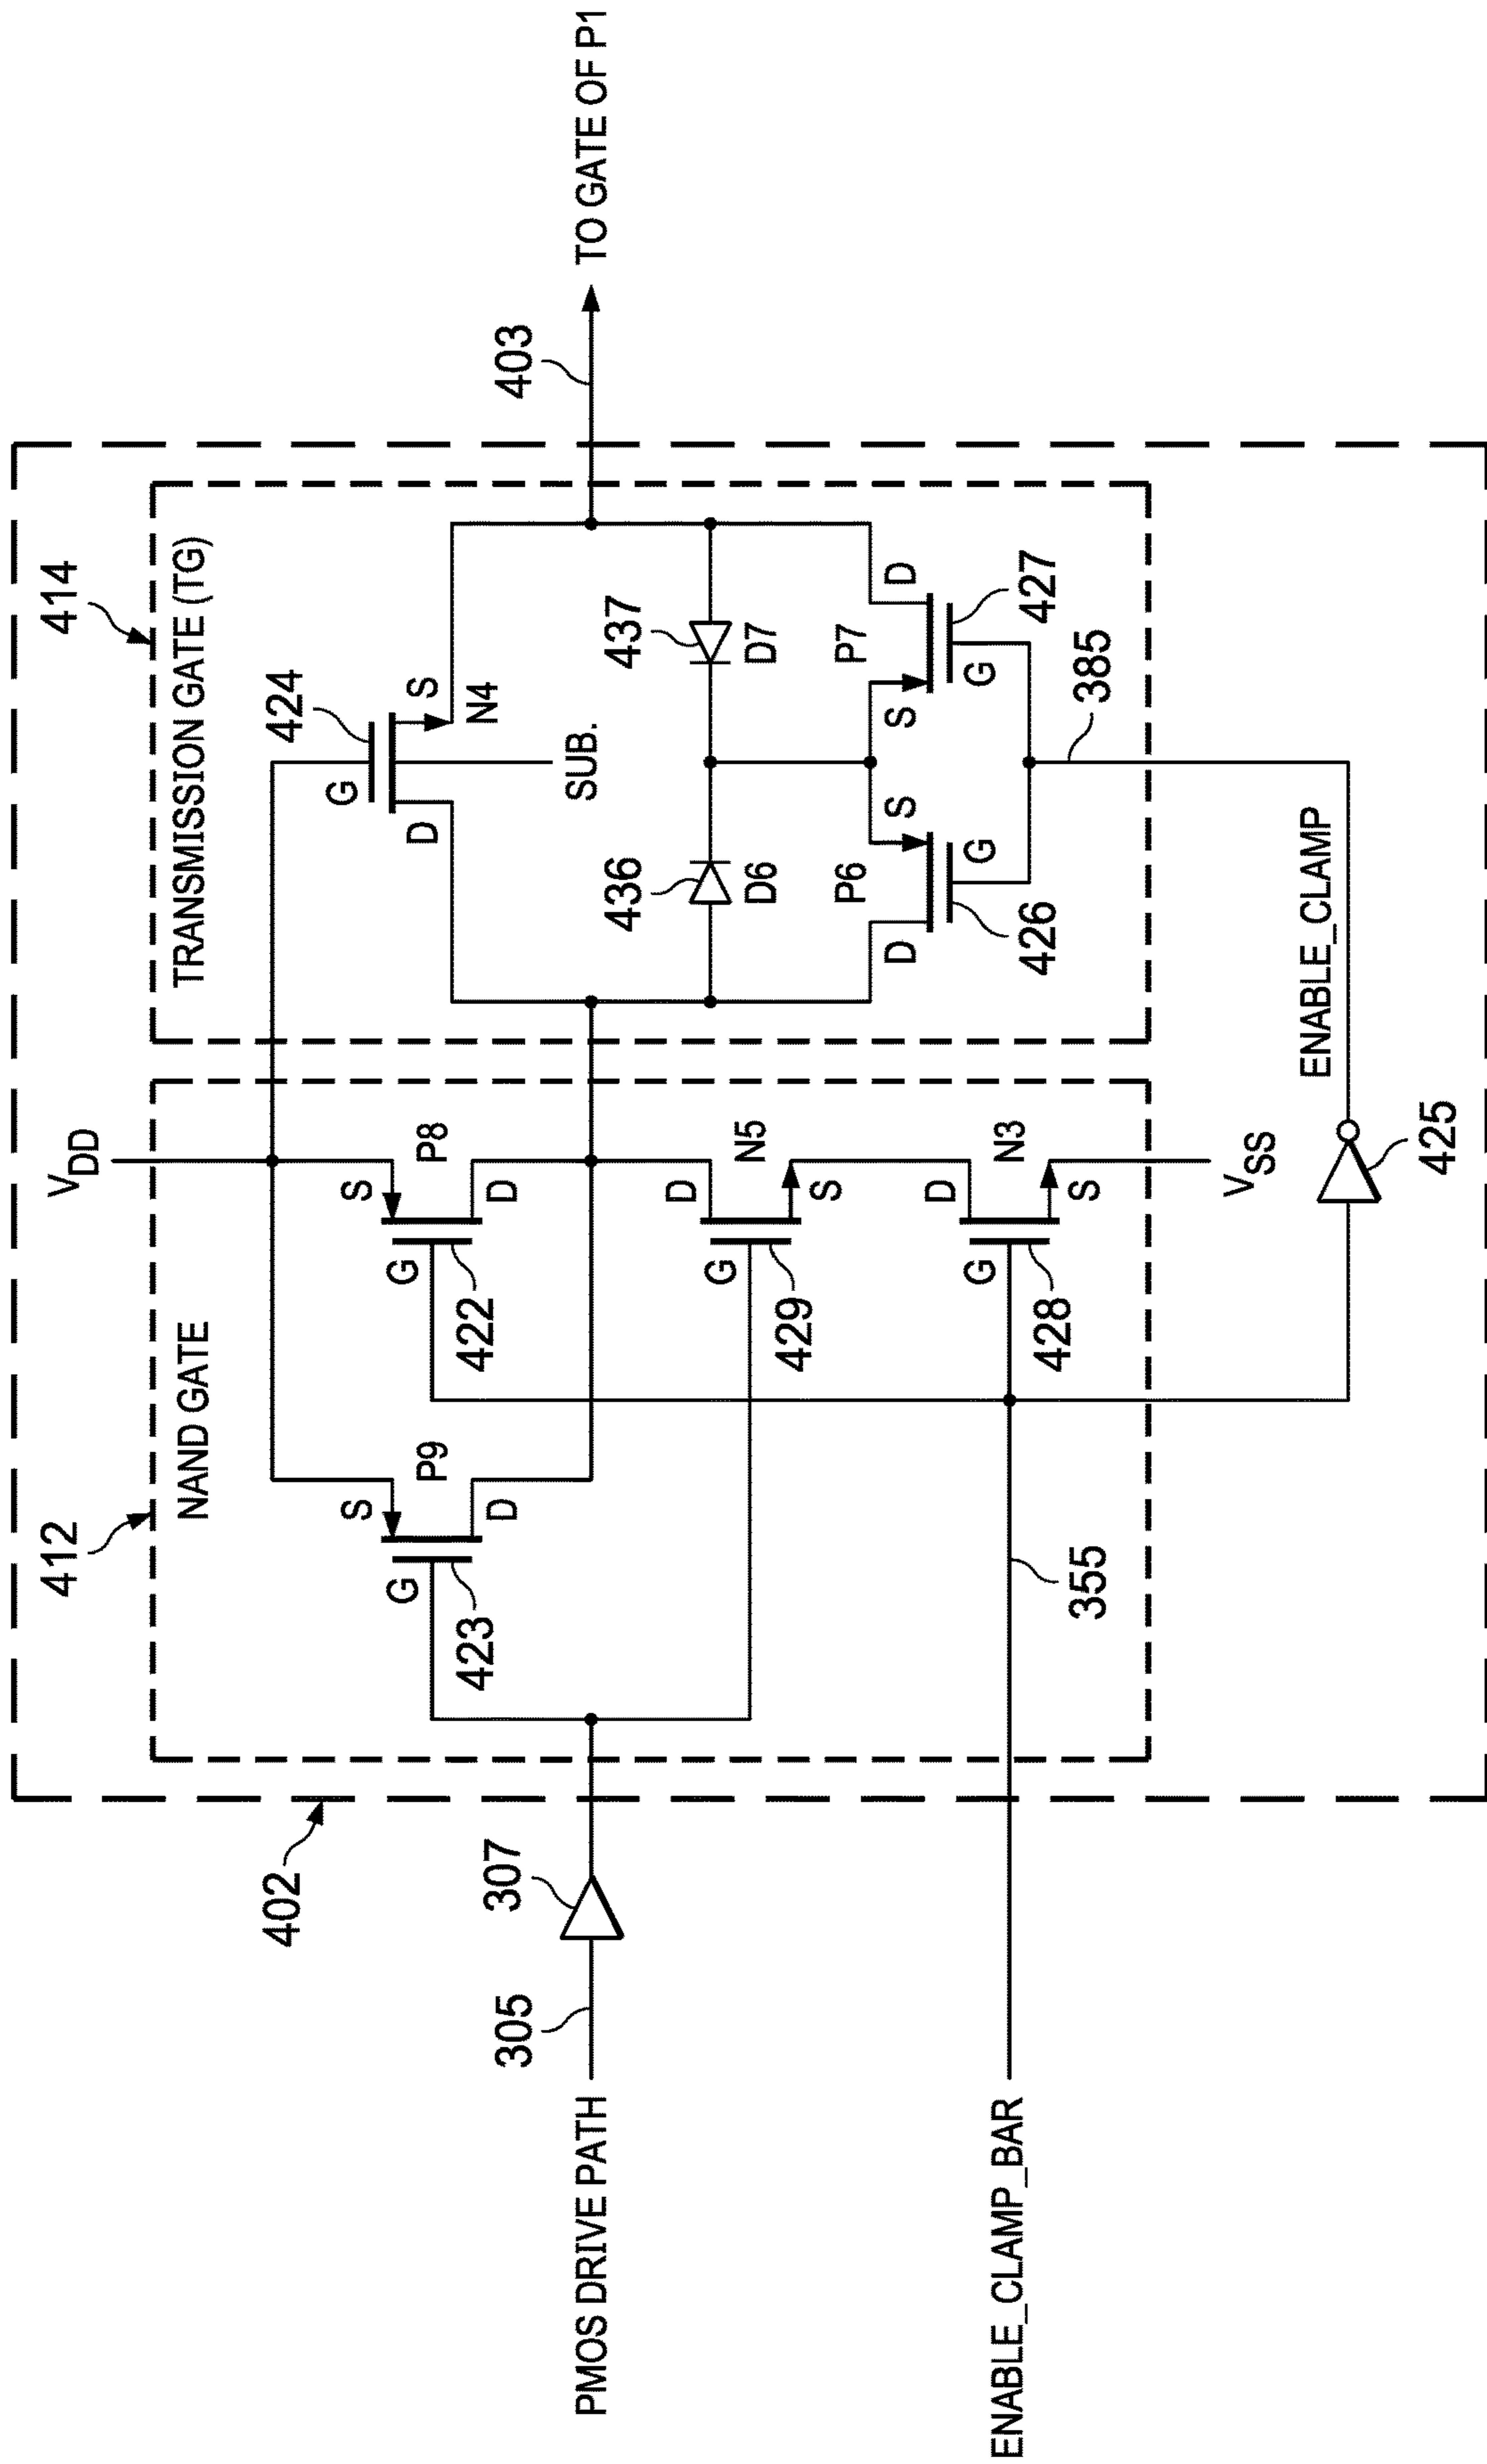 412
414
NAND GATE
TRANSMISSION GATE (TG)
VDD
402
424
G
S
D
N4
SUB.
S
P9
G
D
423
S
P8
G
D
422
PMOS DRIVE PATH
305
307
403
TO GATE OF P1
436
D6
437
D7
D
N5
G
S
429
P6
S
D
G
426
P7
S
D
G
427
D
N3
G
S
428
ENABLE_CLAMP_BAR
355
385
VSS
ENABLE_CLAMP
425